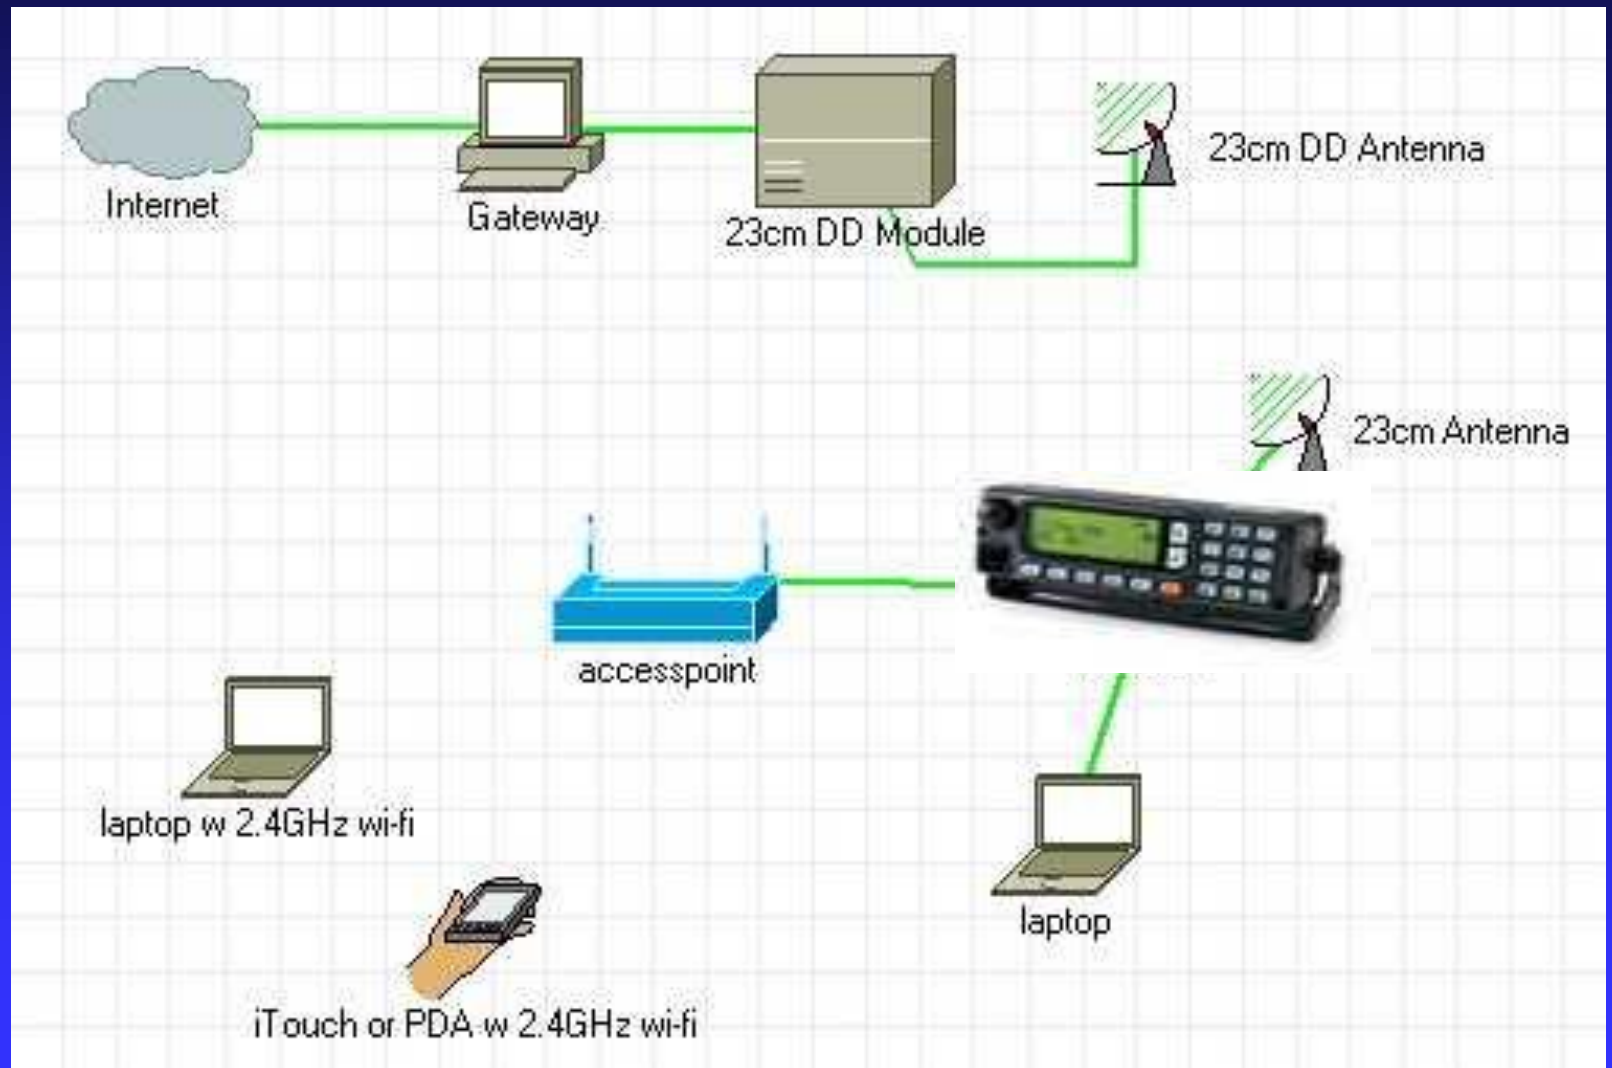 Internet
Gateway
23cm DD Module
23cm DD Antenna
23cm Antenna
accesspoint
laptop w 2.4GHz wi-fi
laptop
iTouch or PDA w 2.4GHz wi-fi